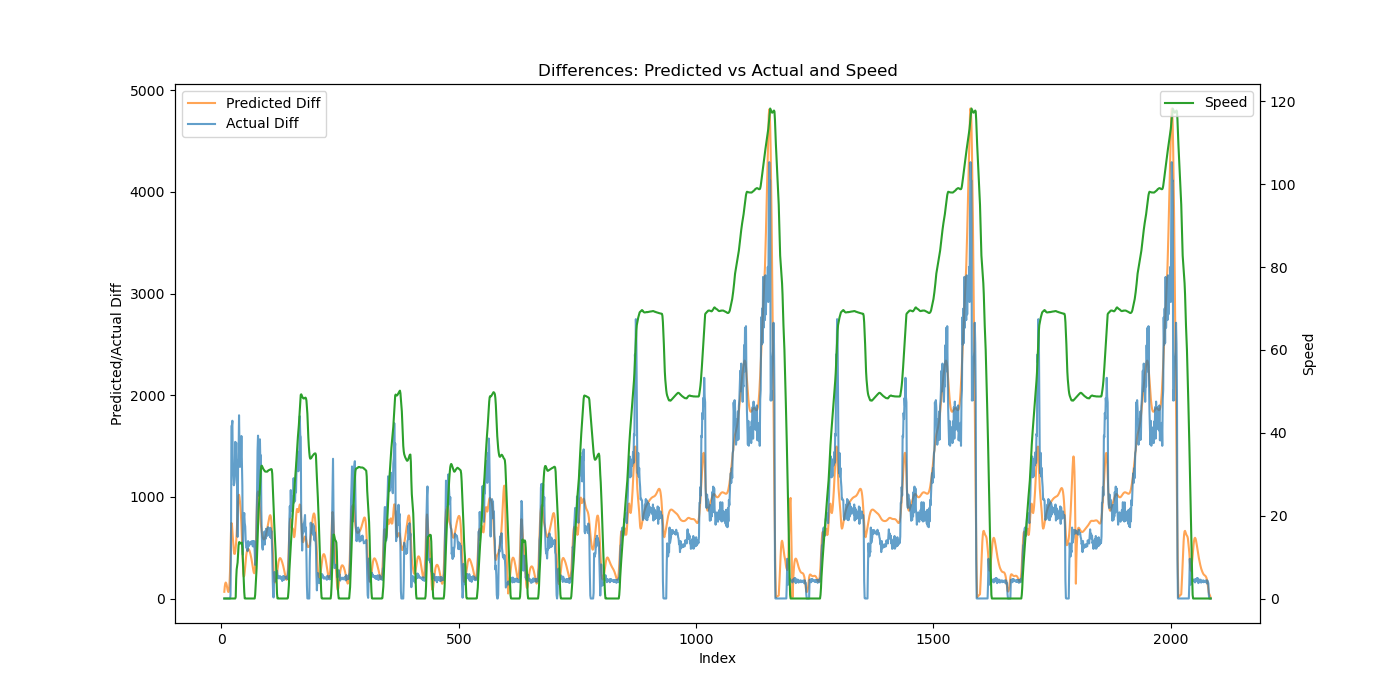 Differences: Predicted vs Actual and Speed
Predicted Diff
Actual Diff
Speed
5000
4000
3000
2000
1000
0
Predicted/Actual Diff
120
100
80
60
40
20
0
Speed
0
500
1000
1500
2000
Index